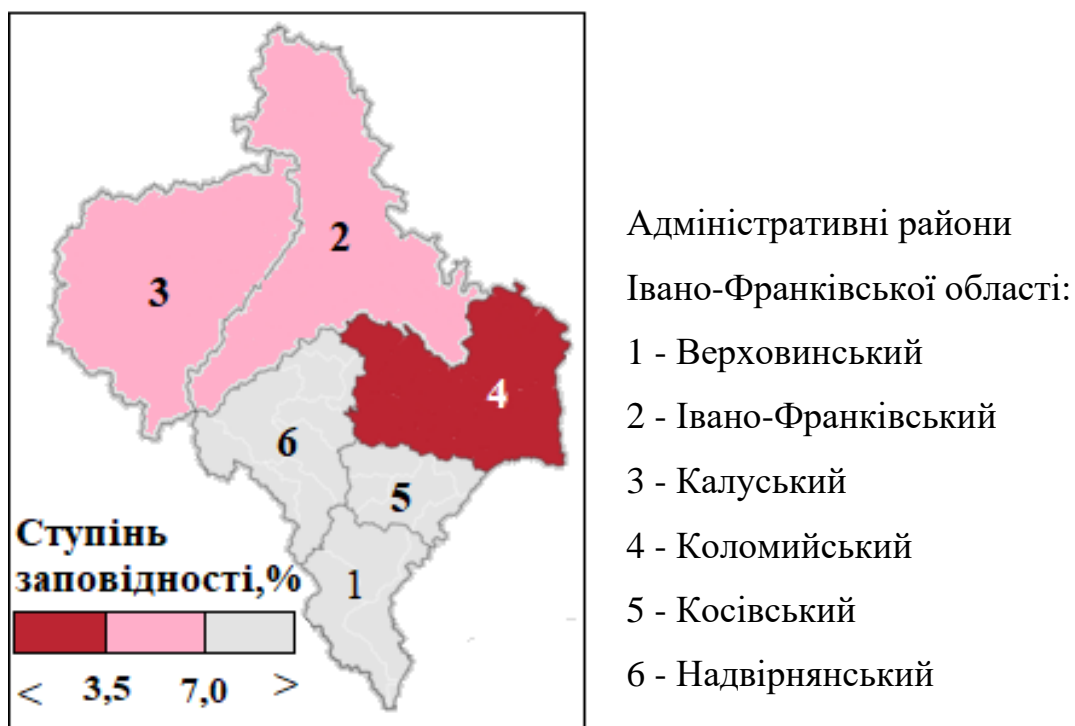 2
3
4
6
5
1
Ступінь
заповідності,%
< 3,5 7,0 >
Адміністративні райони
Івано-Франківської області:
1 - Верховинський
2 - Івано-Франківський
3 - Калуський
4 - Коломийський
5 - Косівський
6 - Надвірнянський